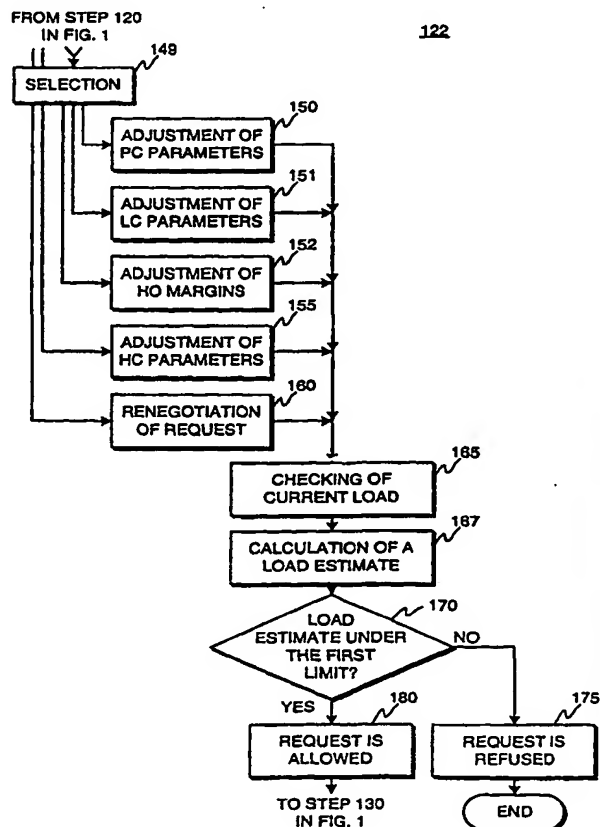 FROM STEP 120
IN FIG. 1
122
149
SELECTION
150
ADJUSTMENT OF
PC PARAMETERS
151
ADJUSTMENT OF
LC PARAMETERS
152
ADJUSTMENT OF
HO MARGINS
155
ADJUSTMENT OF
HC PARAMETERS
160
RENEGOTIATION
OF REQUEST
165
CHECKING OF
CURRENT LOAD
167
CALCULATION OF A
LOAD ESTIMATE
170
LOAD
ESTIMATE UNDER
THE FIRST
LIMIT?
NO
YES
180
REQUEST IS
ALLOWED
175
REQUEST IS
REFUSED
TO STEP 130
IN FIG. 1
END